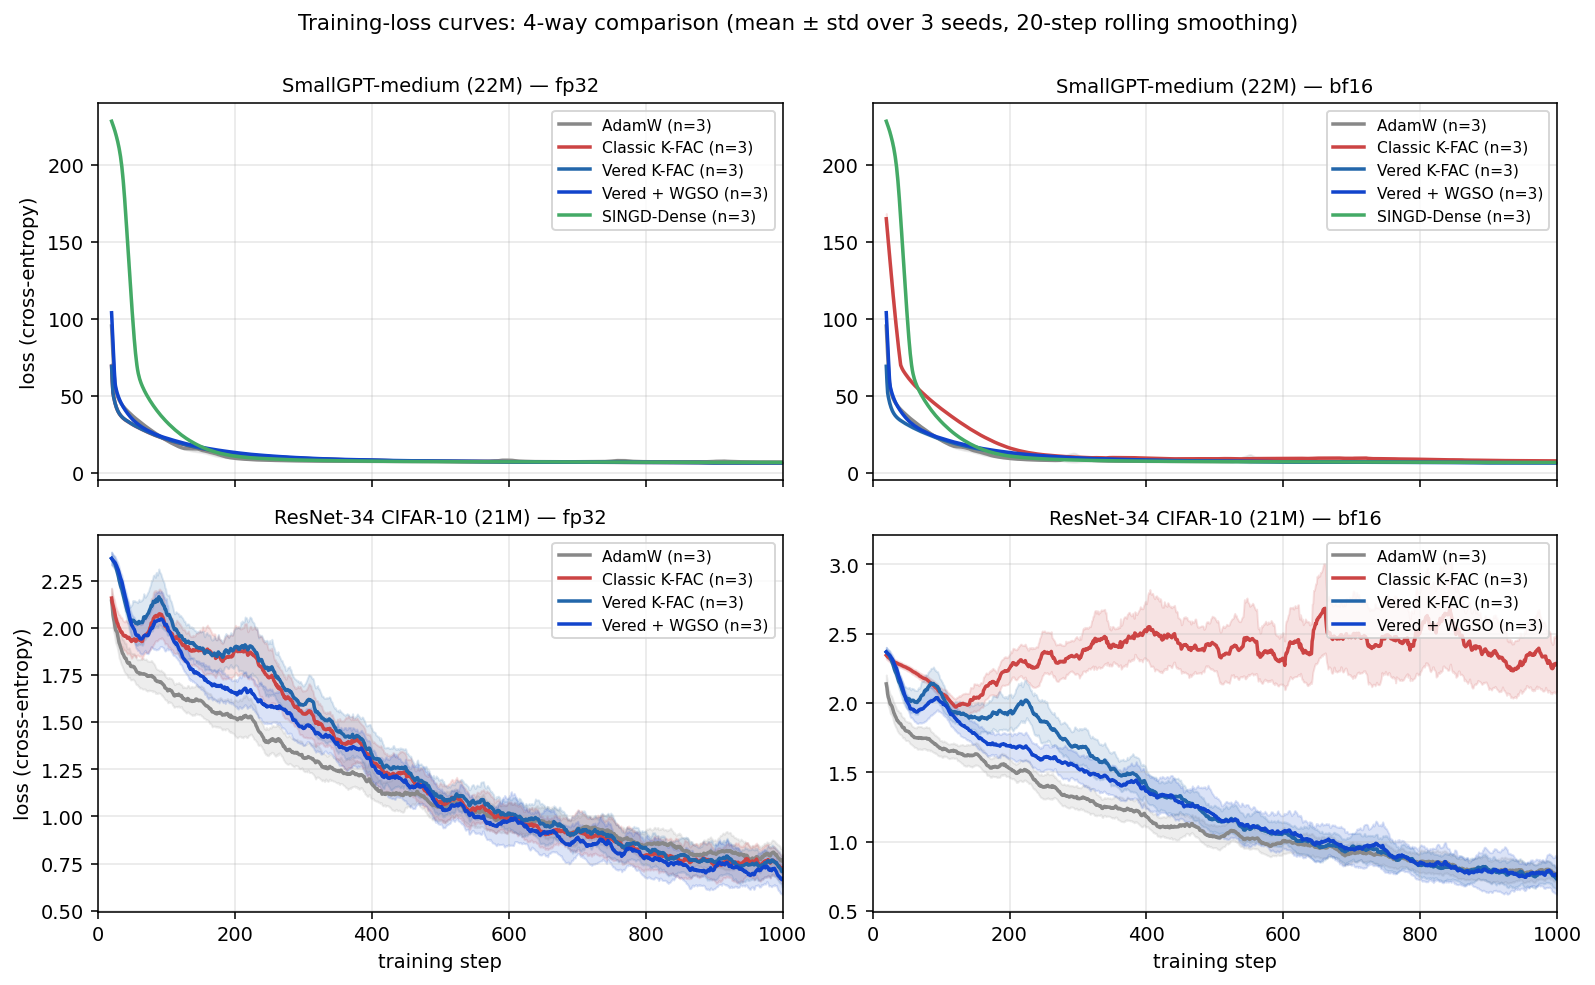 Training-loss curves: 4-way comparison (mean ± std over 3 seeds, 20-step rolling smoothing)
SmallGPT-medium (22M) — fp32
loss (cross-entropy)
200
150
100
50
0
AdamW (n=3)
Classic K-FAC (n=3)
Vered K-FAC (n=3)
Vered + WGSO (n=3)
SINGD-Dense (n=3)
SmallGPT-medium (22M) — bf16
200
150
100
50
0
AdamW (n=3)
Classic K-FAC (n=3)
Vered K-FAC (n=3)
Vered + WGSO (n=3)
SINGD-Dense (n=3)
ResNet-34 CIFAR-10 (21M) — fp32
loss (cross-entropy)
2.25
2.00
1.75
1.50
1.25
1.00
0.75
0.50
AdamW (n=3)
Classic K-FAC (n=3)
Vered K-FAC (n=3)
Vered + WGSO (n=3)
0 200 400 600 800 1000
training step
ResNet-34 CIFAR-10 (21M) — bf16
3.0
2.5
2.0
1.5
1.0
0.5
AdamW (n=3)
Classic K-FAC (n=3)
Vered K-FAC (n=3)
Vered + WGSO (n=3)
0 200 400 600 800 1000
training step